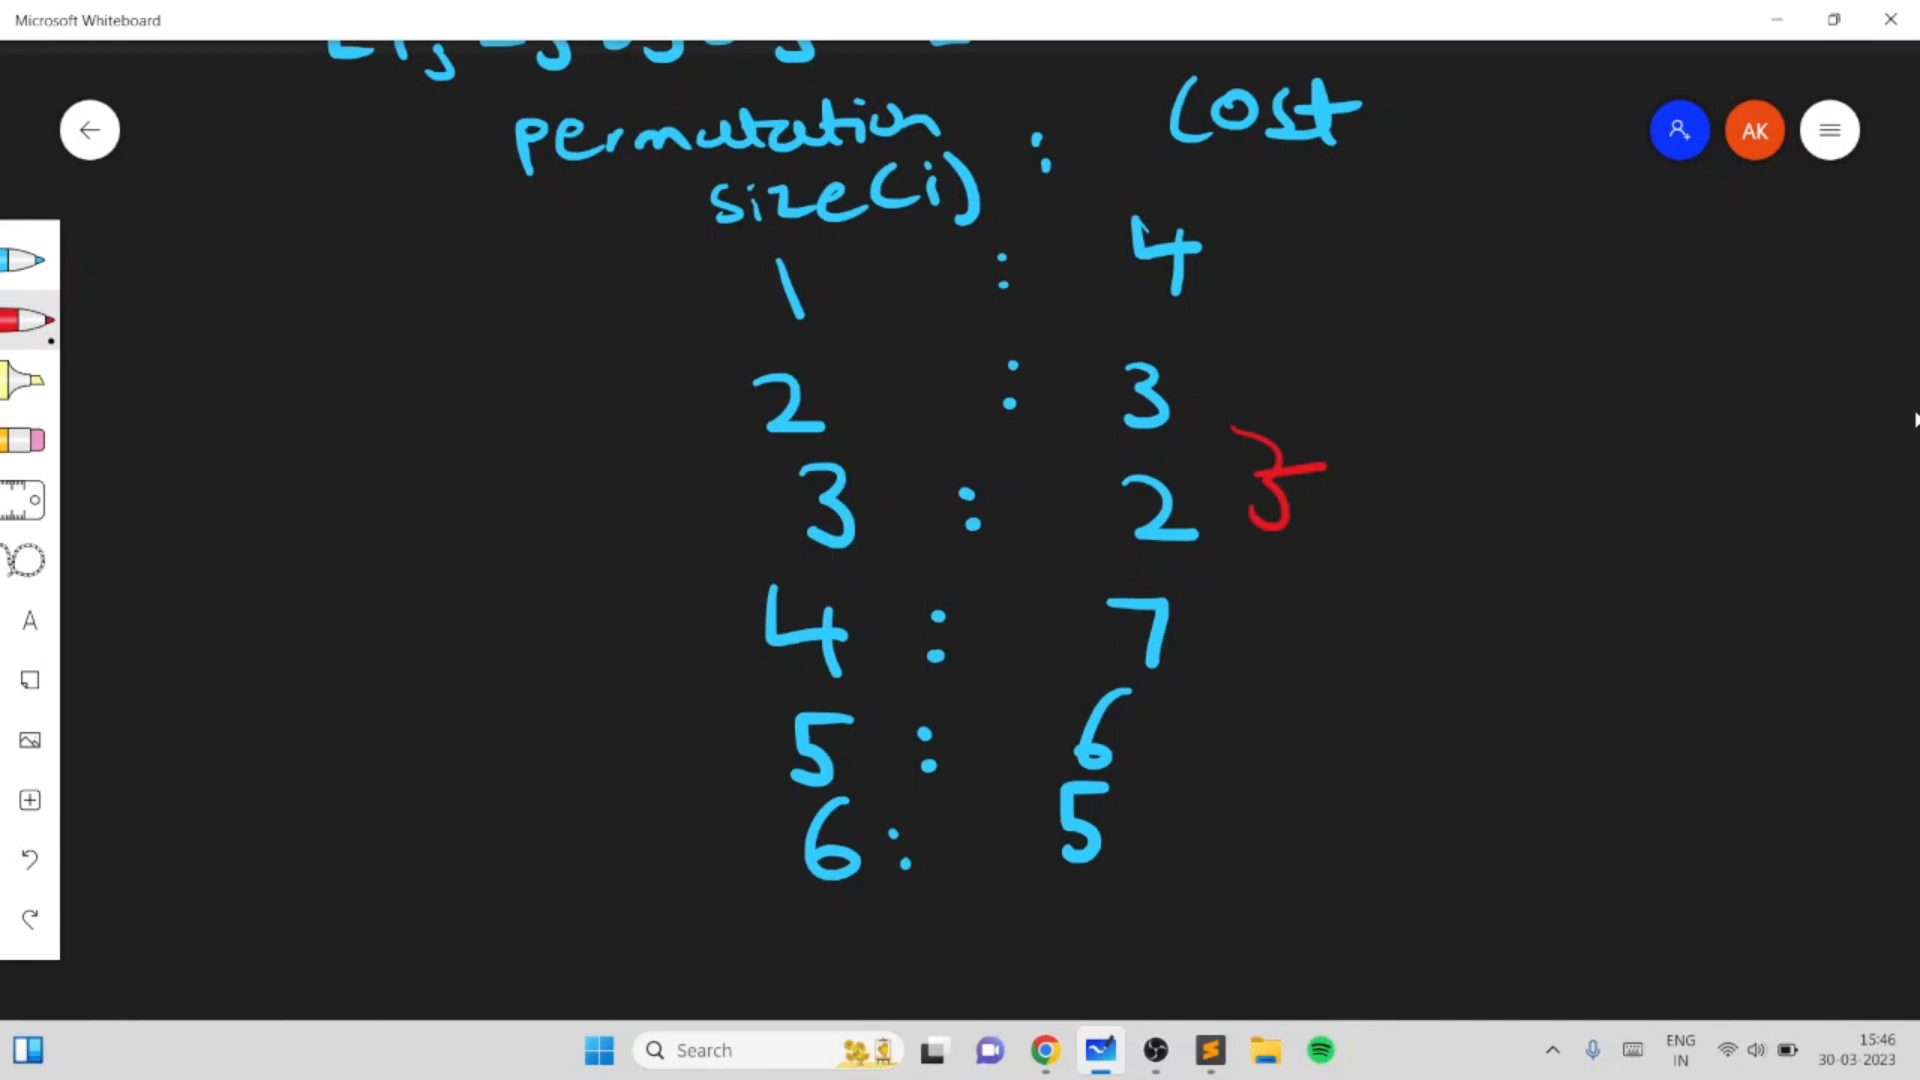 Microsoft Whiteboard
permutation : Cost
size(i)
1 : 4
2 : 3
3 : 2
4 : 7
5 : 6
6 : 5
AK
A
Search
ENG
IN
15:46
30-03-2023